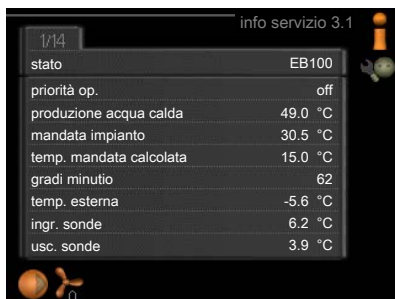 info servizio 3.1
1/14
stato EB100
priorità op. off
produzione acqua calda 49.0 °C
mandata impianto 30.5 °C
temp. mandata calcolata 15.0 °C
gradi minutio 62
temp. esterna -5.6 °C
ingr. sonde 6.2 °C
usc. sonde 3.9 °C
0